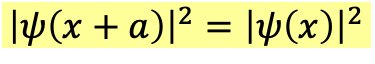 |ψ(x + a)|² = |ψ(x)|²